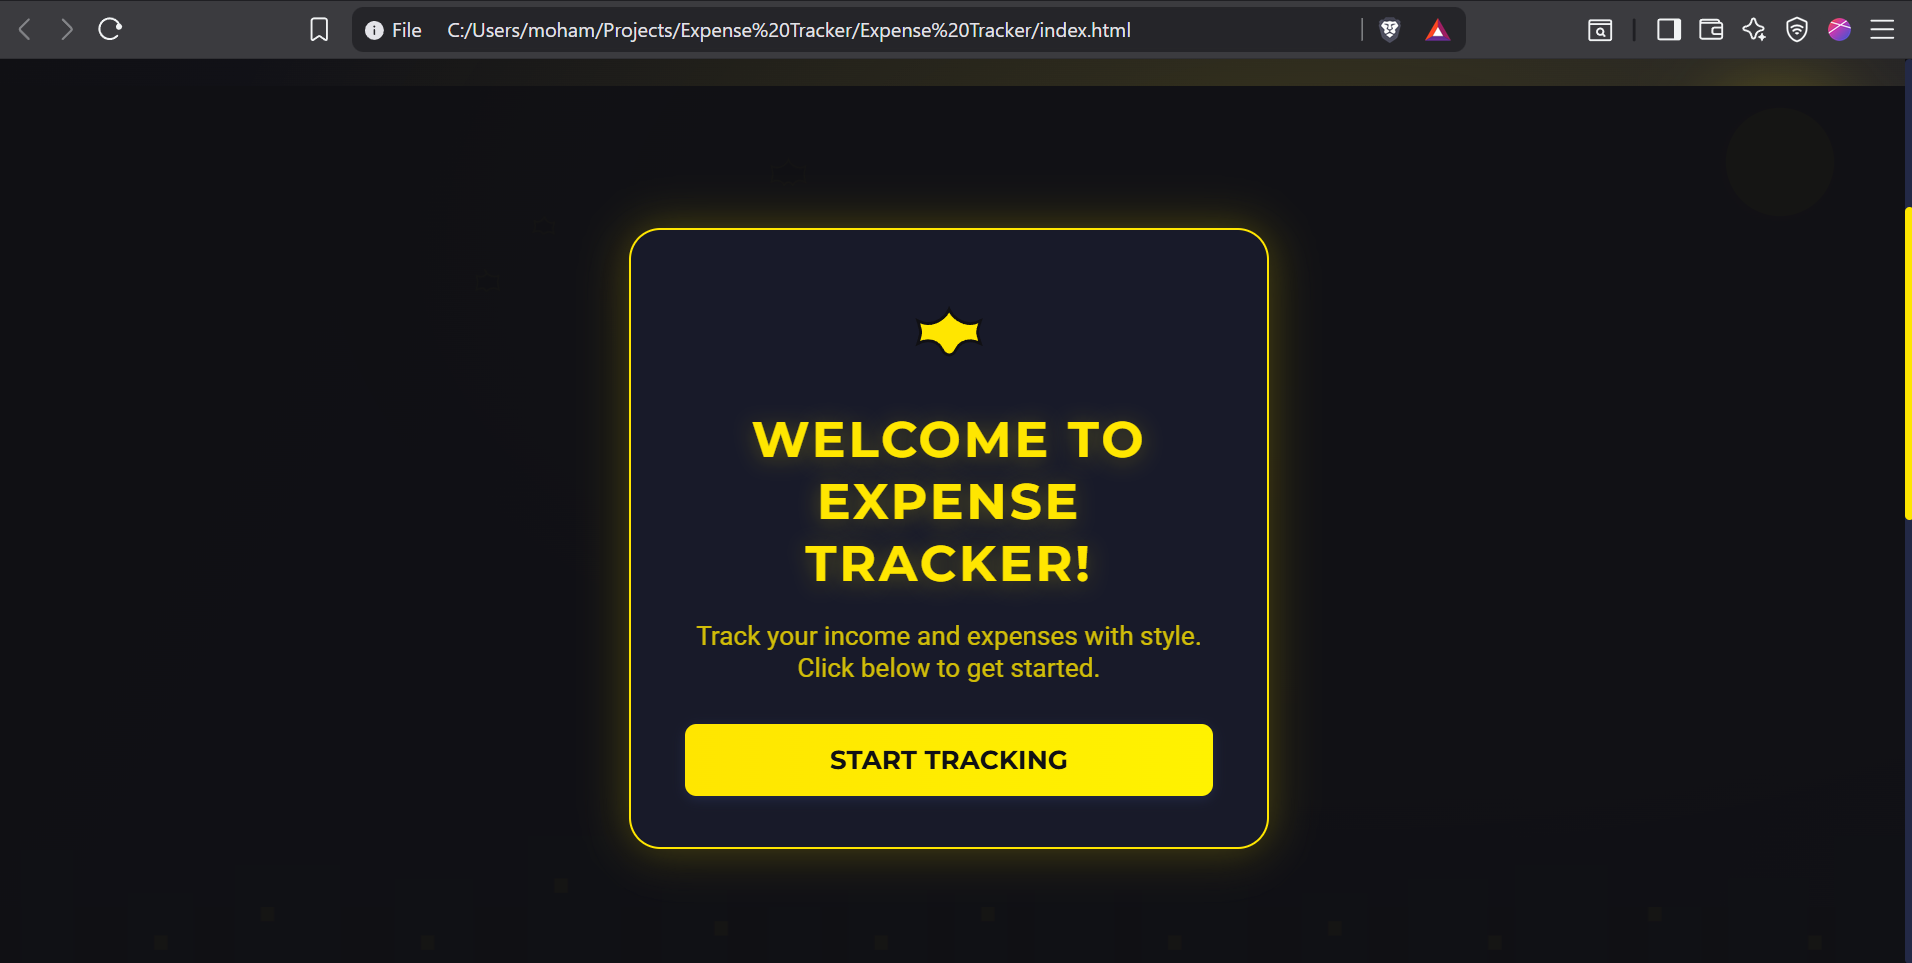 File C:/Users/moham/Projects/Expense%20Tracker/Expense%20Tracker/index.html
WELCOME TO
EXPENSE
TRACKER!
Track your income and expenses with style.
Click below to get started.
START TRACKING